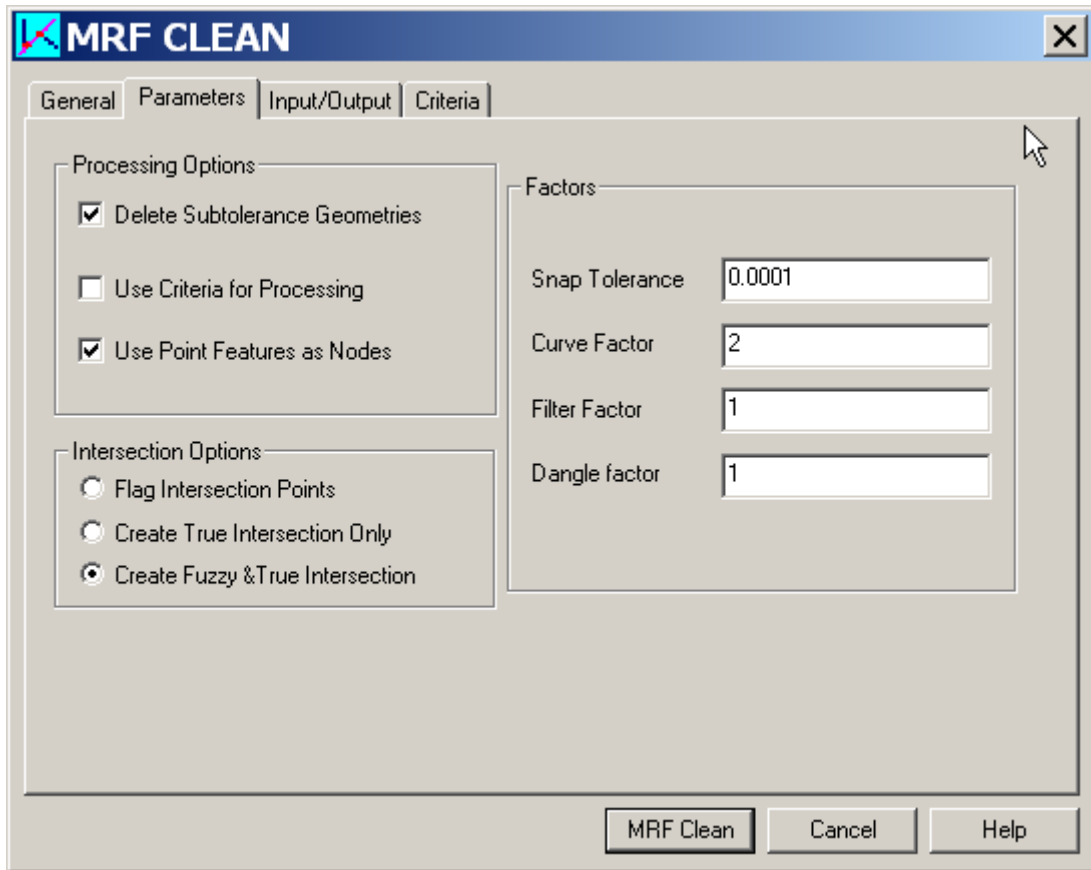 MRF CLEAN
General Parameters Input/Output Criteria
Processing Options
Delete Subtolerance Geometries
Use Criteria for Processing
Use Point Features as Nodes
Intersection Options
Flag Intersection Points
Create True Intersection Only
Create Fuzzy &True Intersection
Factors
Snap Tolerance 0.0001
Curve Factor 2
Filter Factor 1
Dangle factor 1
MRF Clean Cancel Help